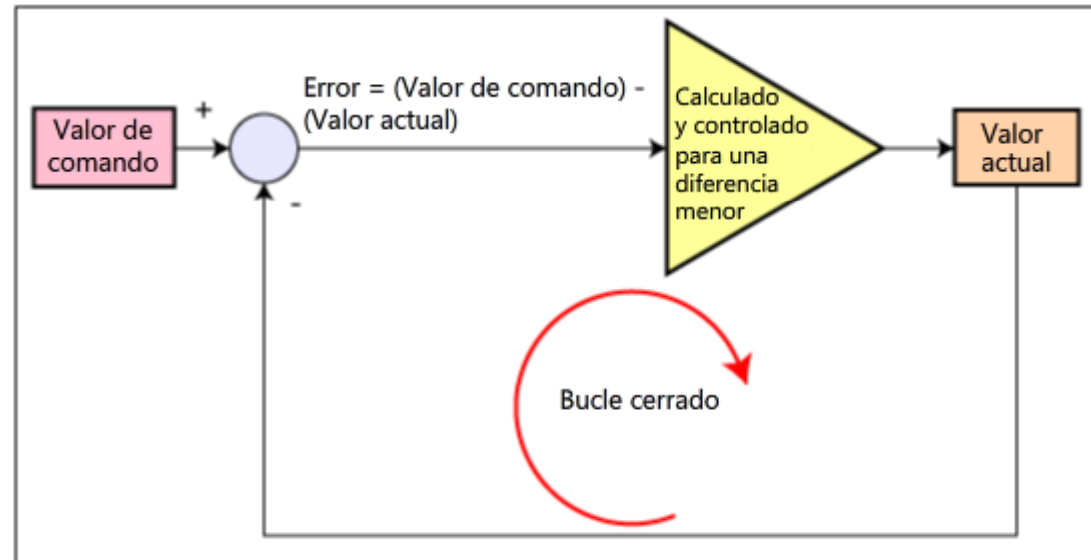 Valor de
comando
+
-
Error = (Valor de comando) -
(Valor actual)
Calculado
y controlado
para una
diferencia
menor
Valor
actual
Bucle cerrado